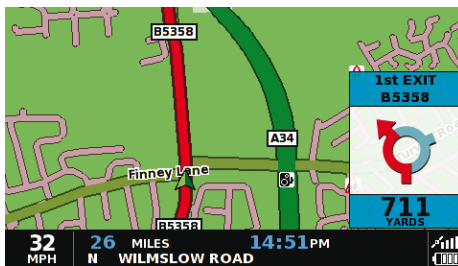 B5358
1st EXIT
B5358
A34
Finney Lane
B5358
711
YARDS
32 26 MILES 14:51PM
MPH N WILMSLOW ROAD